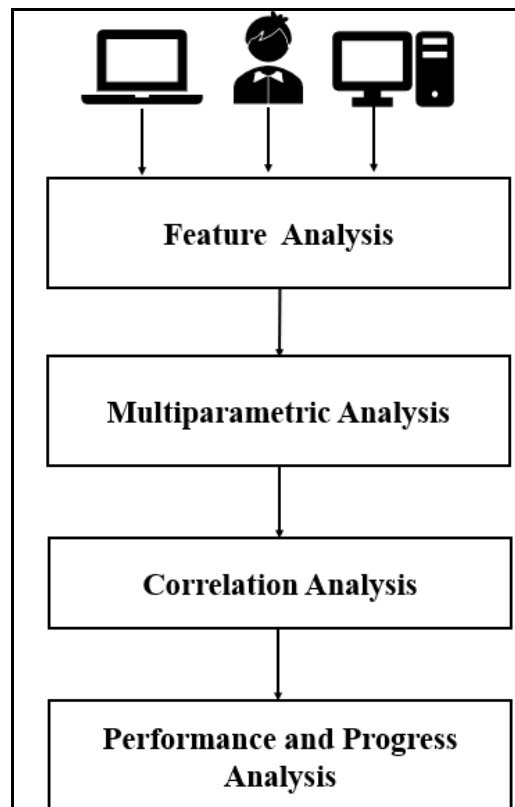 Feature Analysis
Multiparametric Analysis
Correlation Analysis
Performance and Progress
Analysis